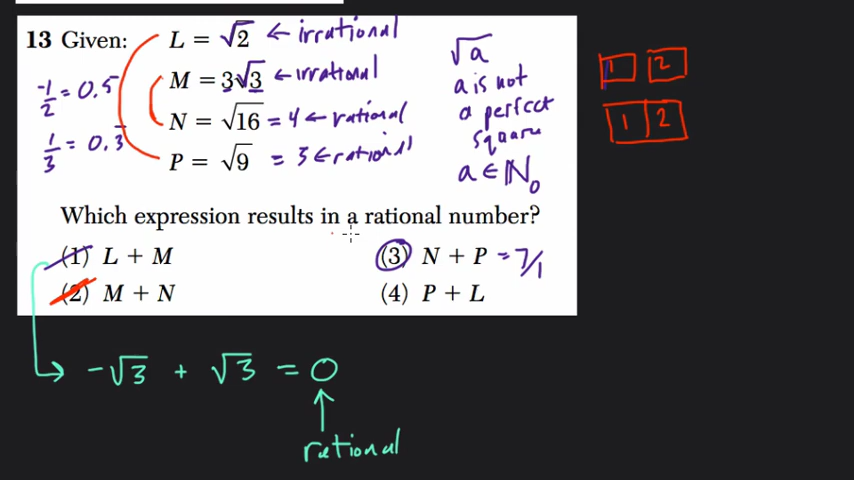 13 Given: L = √2 ← irrational
M = 3√3 ← irrational
N = √16 = 4 ← rational
P = √9 = 3 ← rational
-1/2 = 0.5
1/3 = 0.3̅
√a
a is not
a perfect
square
a ∈ ℕ₀
1 2
1 2
Which expression results in a rational number?
(1) L + M
(2) M + N
(3) N + P = 7/1
(4) P + L
-√3 + √3 = 0
rational